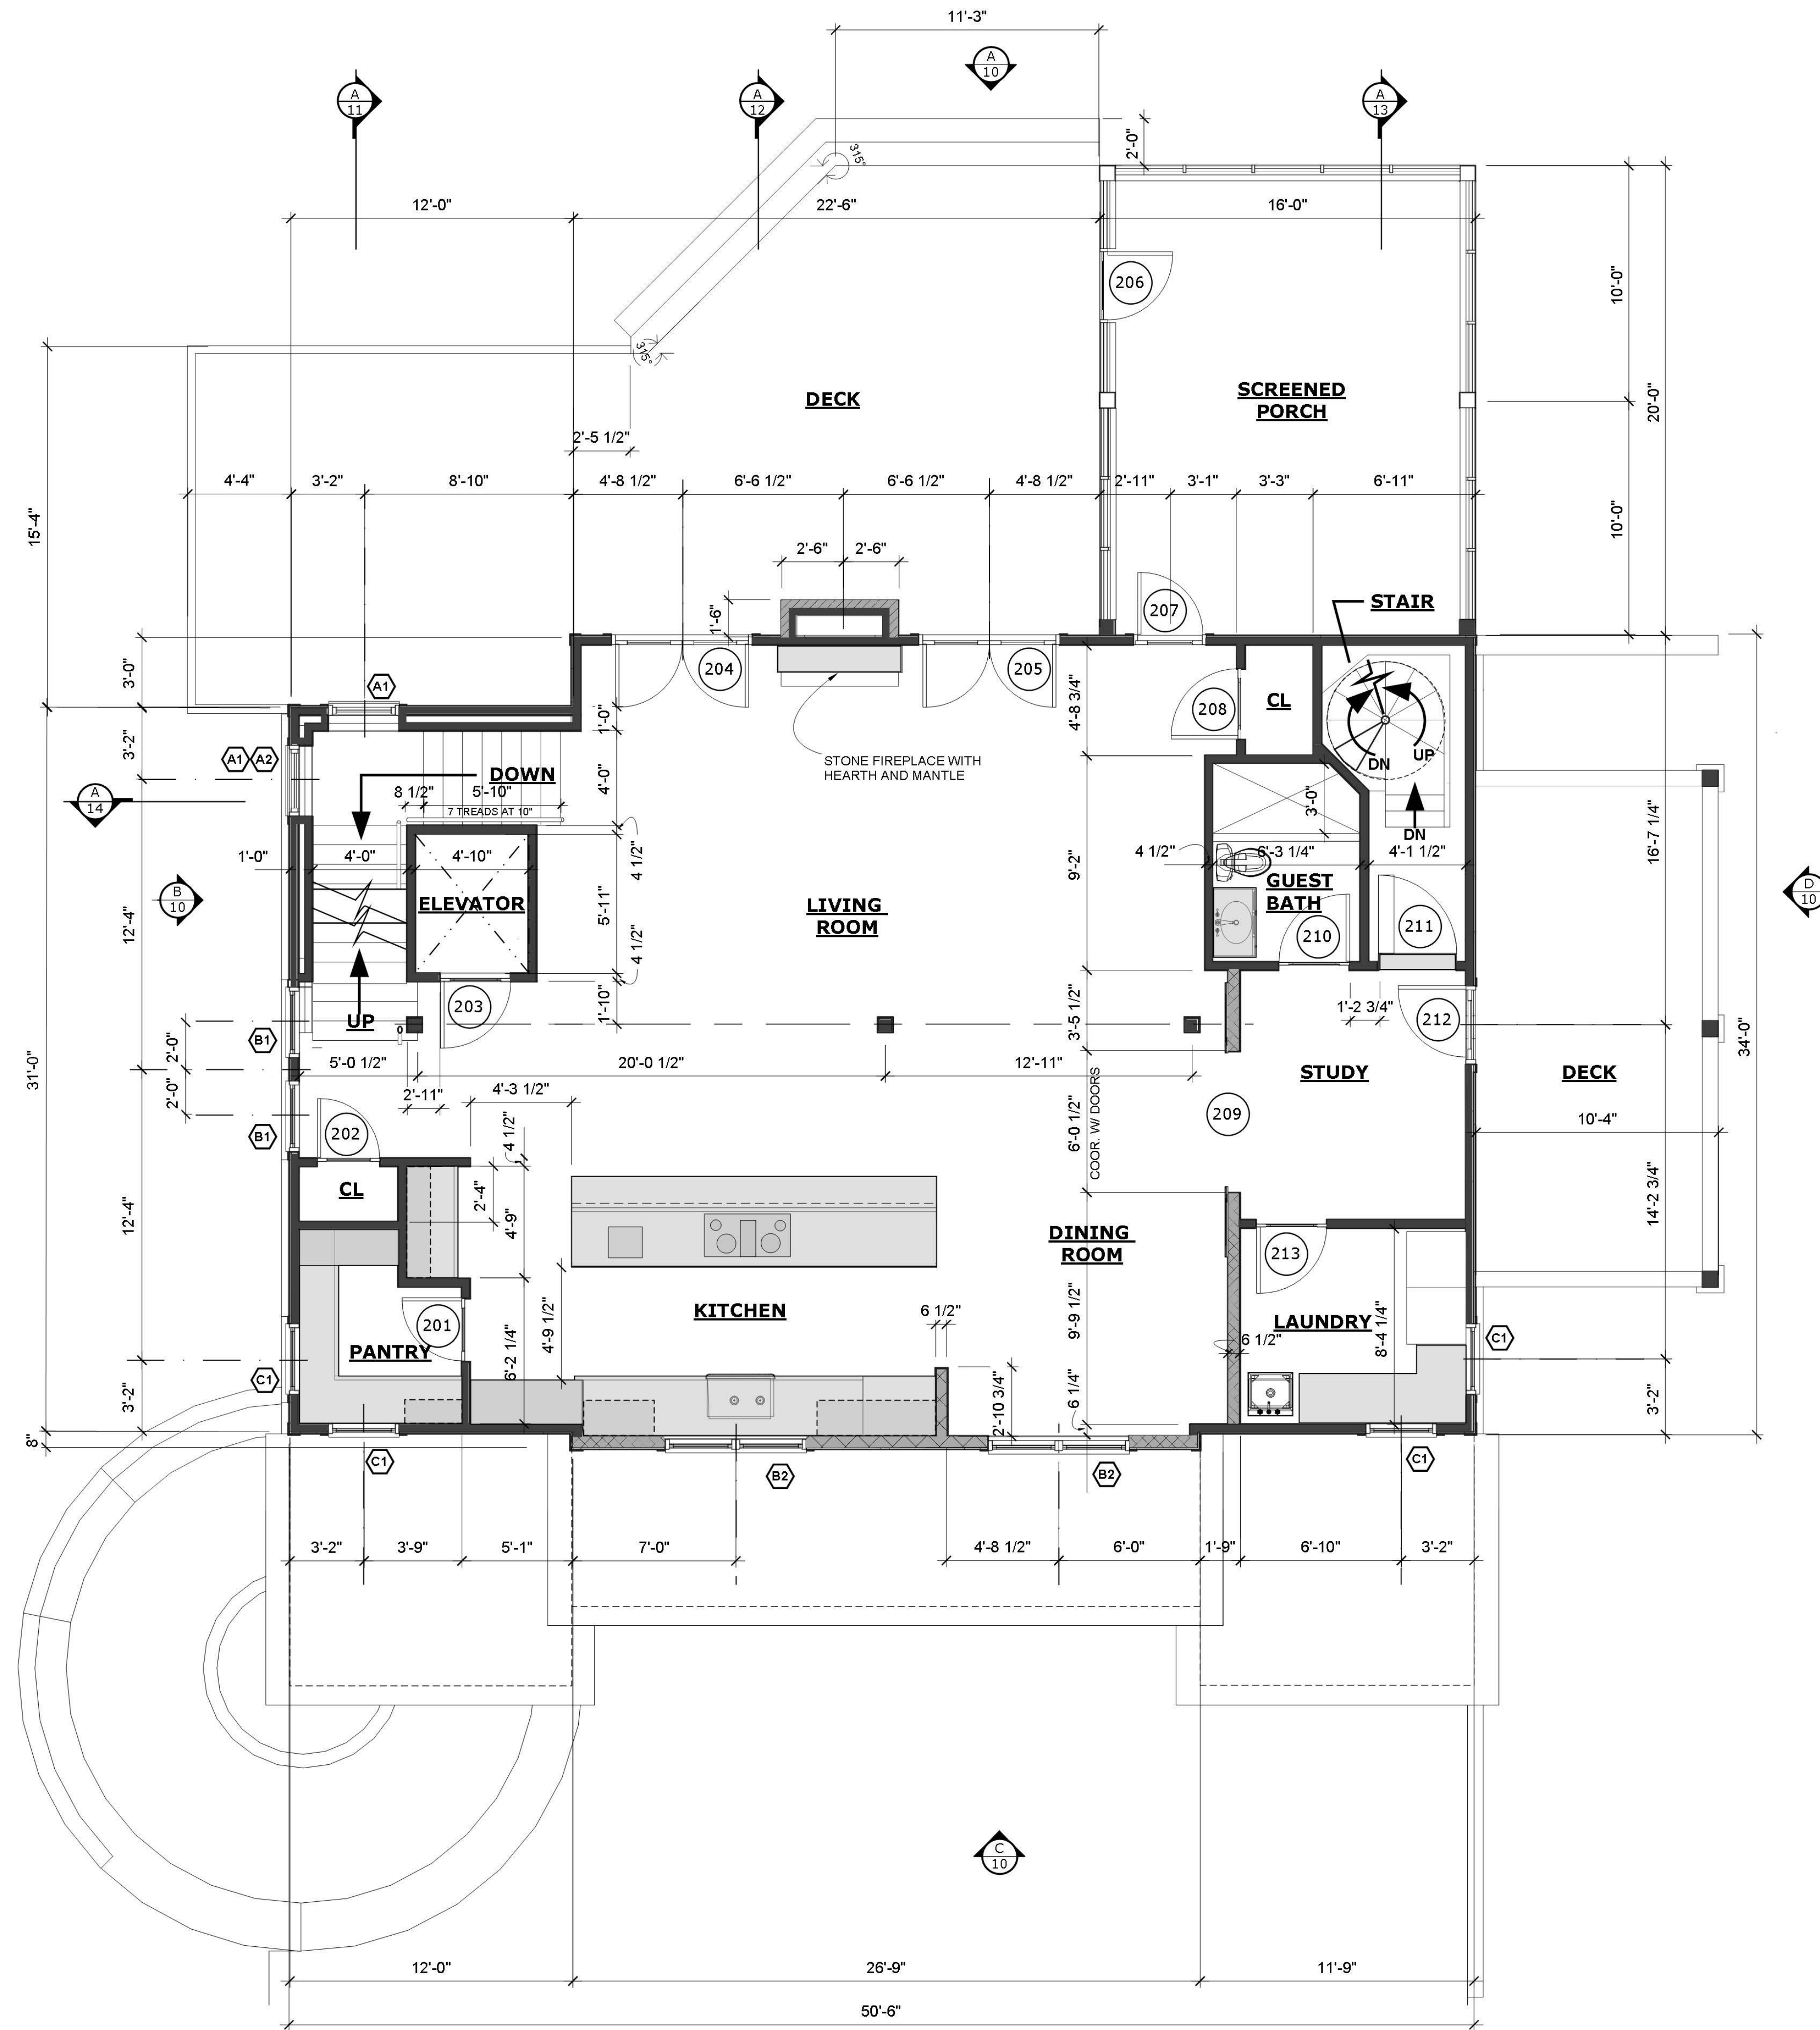 11'-3"
A
10
A
11
A
12
A
13
315°
2'-0"
12'-0"
22'-6"
16'-0"
206
10'-0"
315°
SCREENED
PORCH
DECK
20'-0"
2'-5 1/2"
4'-4"
3'-2"
8'-10"
4'-8 1/2"
6'-6 1/2"
6'-6 1/2"
4'-8 1/2"
2'-11"
3'-1"
3'-3"
6'-11"
15'-4"
10'-0"
2'-6"
2'-6"
1'-6"
207
STAIR
3'-0"
204
205
A1
208
CL
1'-0"
4'-8 3/4"
A1
A2
3'-2"
STONE FIREPLACE WITH
HEARTH AND MANTLE
DN
UP
DOWN
4'-0"
8 1/2"
5'-10"
7 TREADS AT 10"
A
14
3'-0"
DN
16'-7 1/4"
1'-0"
4'-0"
4'-10"
4 1/2"
9'-2"
4 1/2"
6'-3 1/4"
4'-1 1/2"
B
10
ELEVATOR
5'-11"
LIVING
ROOM
GUEST
BATH
D
10
12'-4"
4 1/2"
210
211
203
1'-10"
3'-5 1/2"
1'-2 3/4"
212
UP
B1
2'-0"
34'-0"
31'-0"
5'-0 1/2"
20'-0 1/2"
12'-11"
STUDY
DECK
2'-0"
2'-11"
4'-3 1/2"
B1
202
4 1/2"
6'-0 1/2"
COOR. W/ DOORS
209
10'-4"
CL
2'-4"
4'-9"
12'-4"
14'-2 3/4"
DINING
ROOM
213
201
KITCHEN
6 1/2"
9'-9 1/2"
LAUNDRY
8'-4 1/4"
6 1/2"
C1
PANTRY
6'-2 1/4"
4'-9 1/2"
C1
3'-2"
2'-10 3/4"
6 1/4"
3'-2"
8"
C1
B2
B2
C1
3'-2"
3'-9"
5'-1"
7'-0"
4'-8 1/2"
6'-0"
1'-9"
6'-10"
3'-2"
C
10
12'-0"
26'-9"
11'-9"
50'-6"